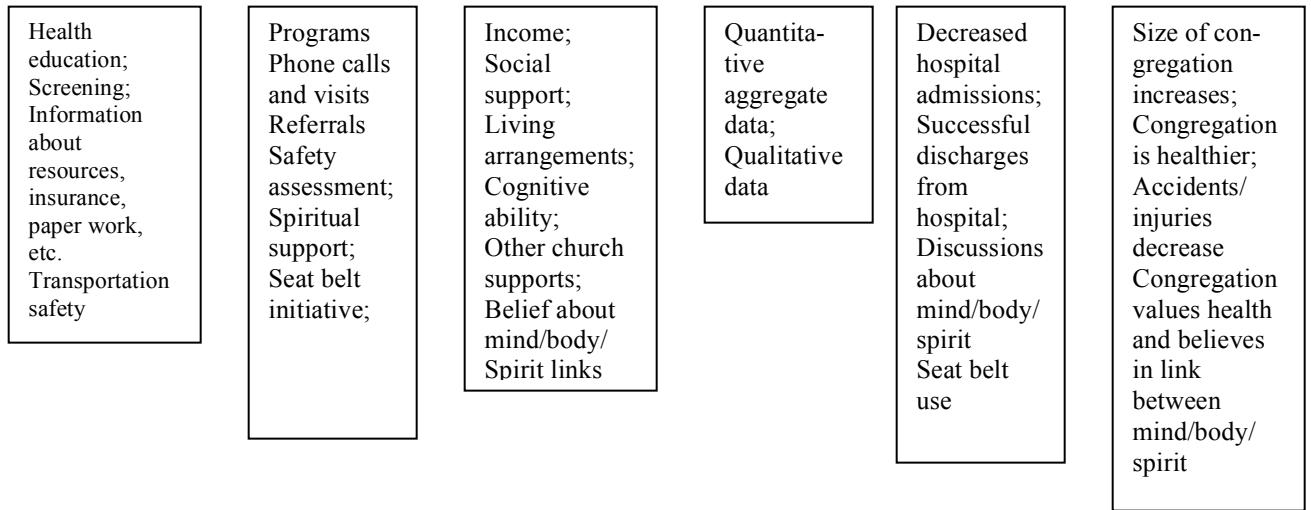 Health
education;
Screening;
Information
about
resources,
insurance,
paper work,
etc.
Transportation
safety
Programs
Phone calls
and visits
Referrals
Safety
assessment;
Spiritual
support;
Seat belt
initiative;
Income;
Social
support;
Living
arrangements;
Cognitive
ability;
Other church
supports;
Belief about
mind/body/
Spirit links
Quantita-
tive
aggregate
data;
Qualitative
data
Decreased
hospital
admissions;
Successful
discharges
from
hospital;
Discussions
about
mind/body/
spirit
Seat belt
use
Size of con-
gregation
increases;
Congregation
is healthier;
Accidents/
injuries
decrease
Congregation
values health
and believes
in link
between
mind/body/
spirit